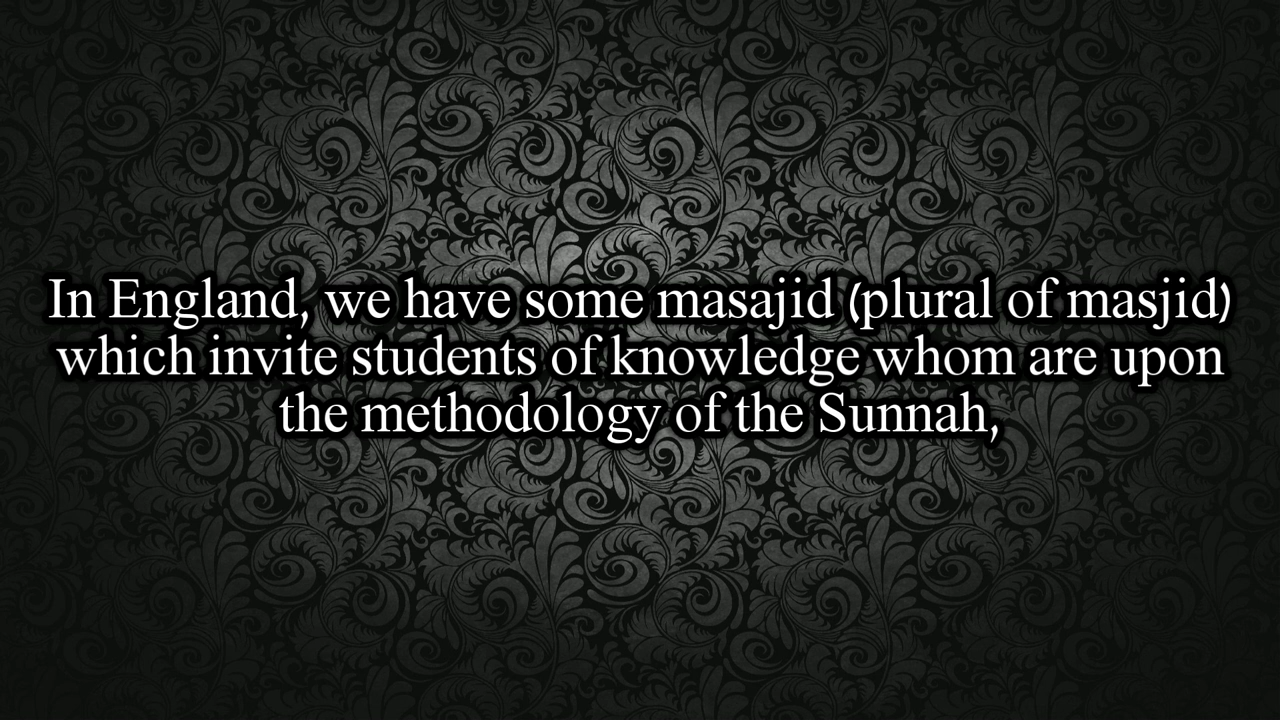 In England, we have some masajid (plural of masjid)
which invite students of knowledge whom are upon
the methodology of the Sunnah,